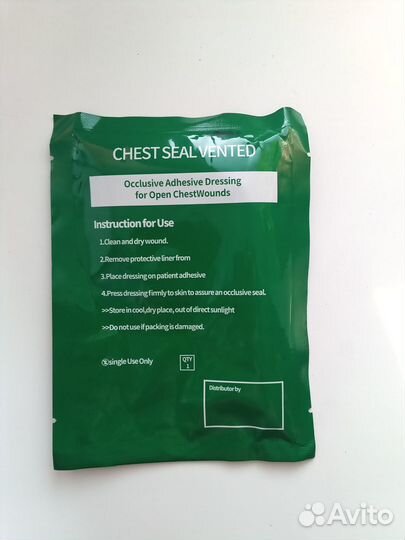 CHEST SEAL VENTED
Occlusive Adhesive Dressing
for Open ChestWounds
Instruction for Use
1.Clean and dry wound.
2.Remove protective liner from
3.Place dressing on patient adhesive
4.Press dressing firmly to skin to assure an occlusive seal.
>>Store in cool,dry place, out of direct sunlight
>>Do not use if packing is damaged.
single Use Only
QTY
1
Distributor by
Avito